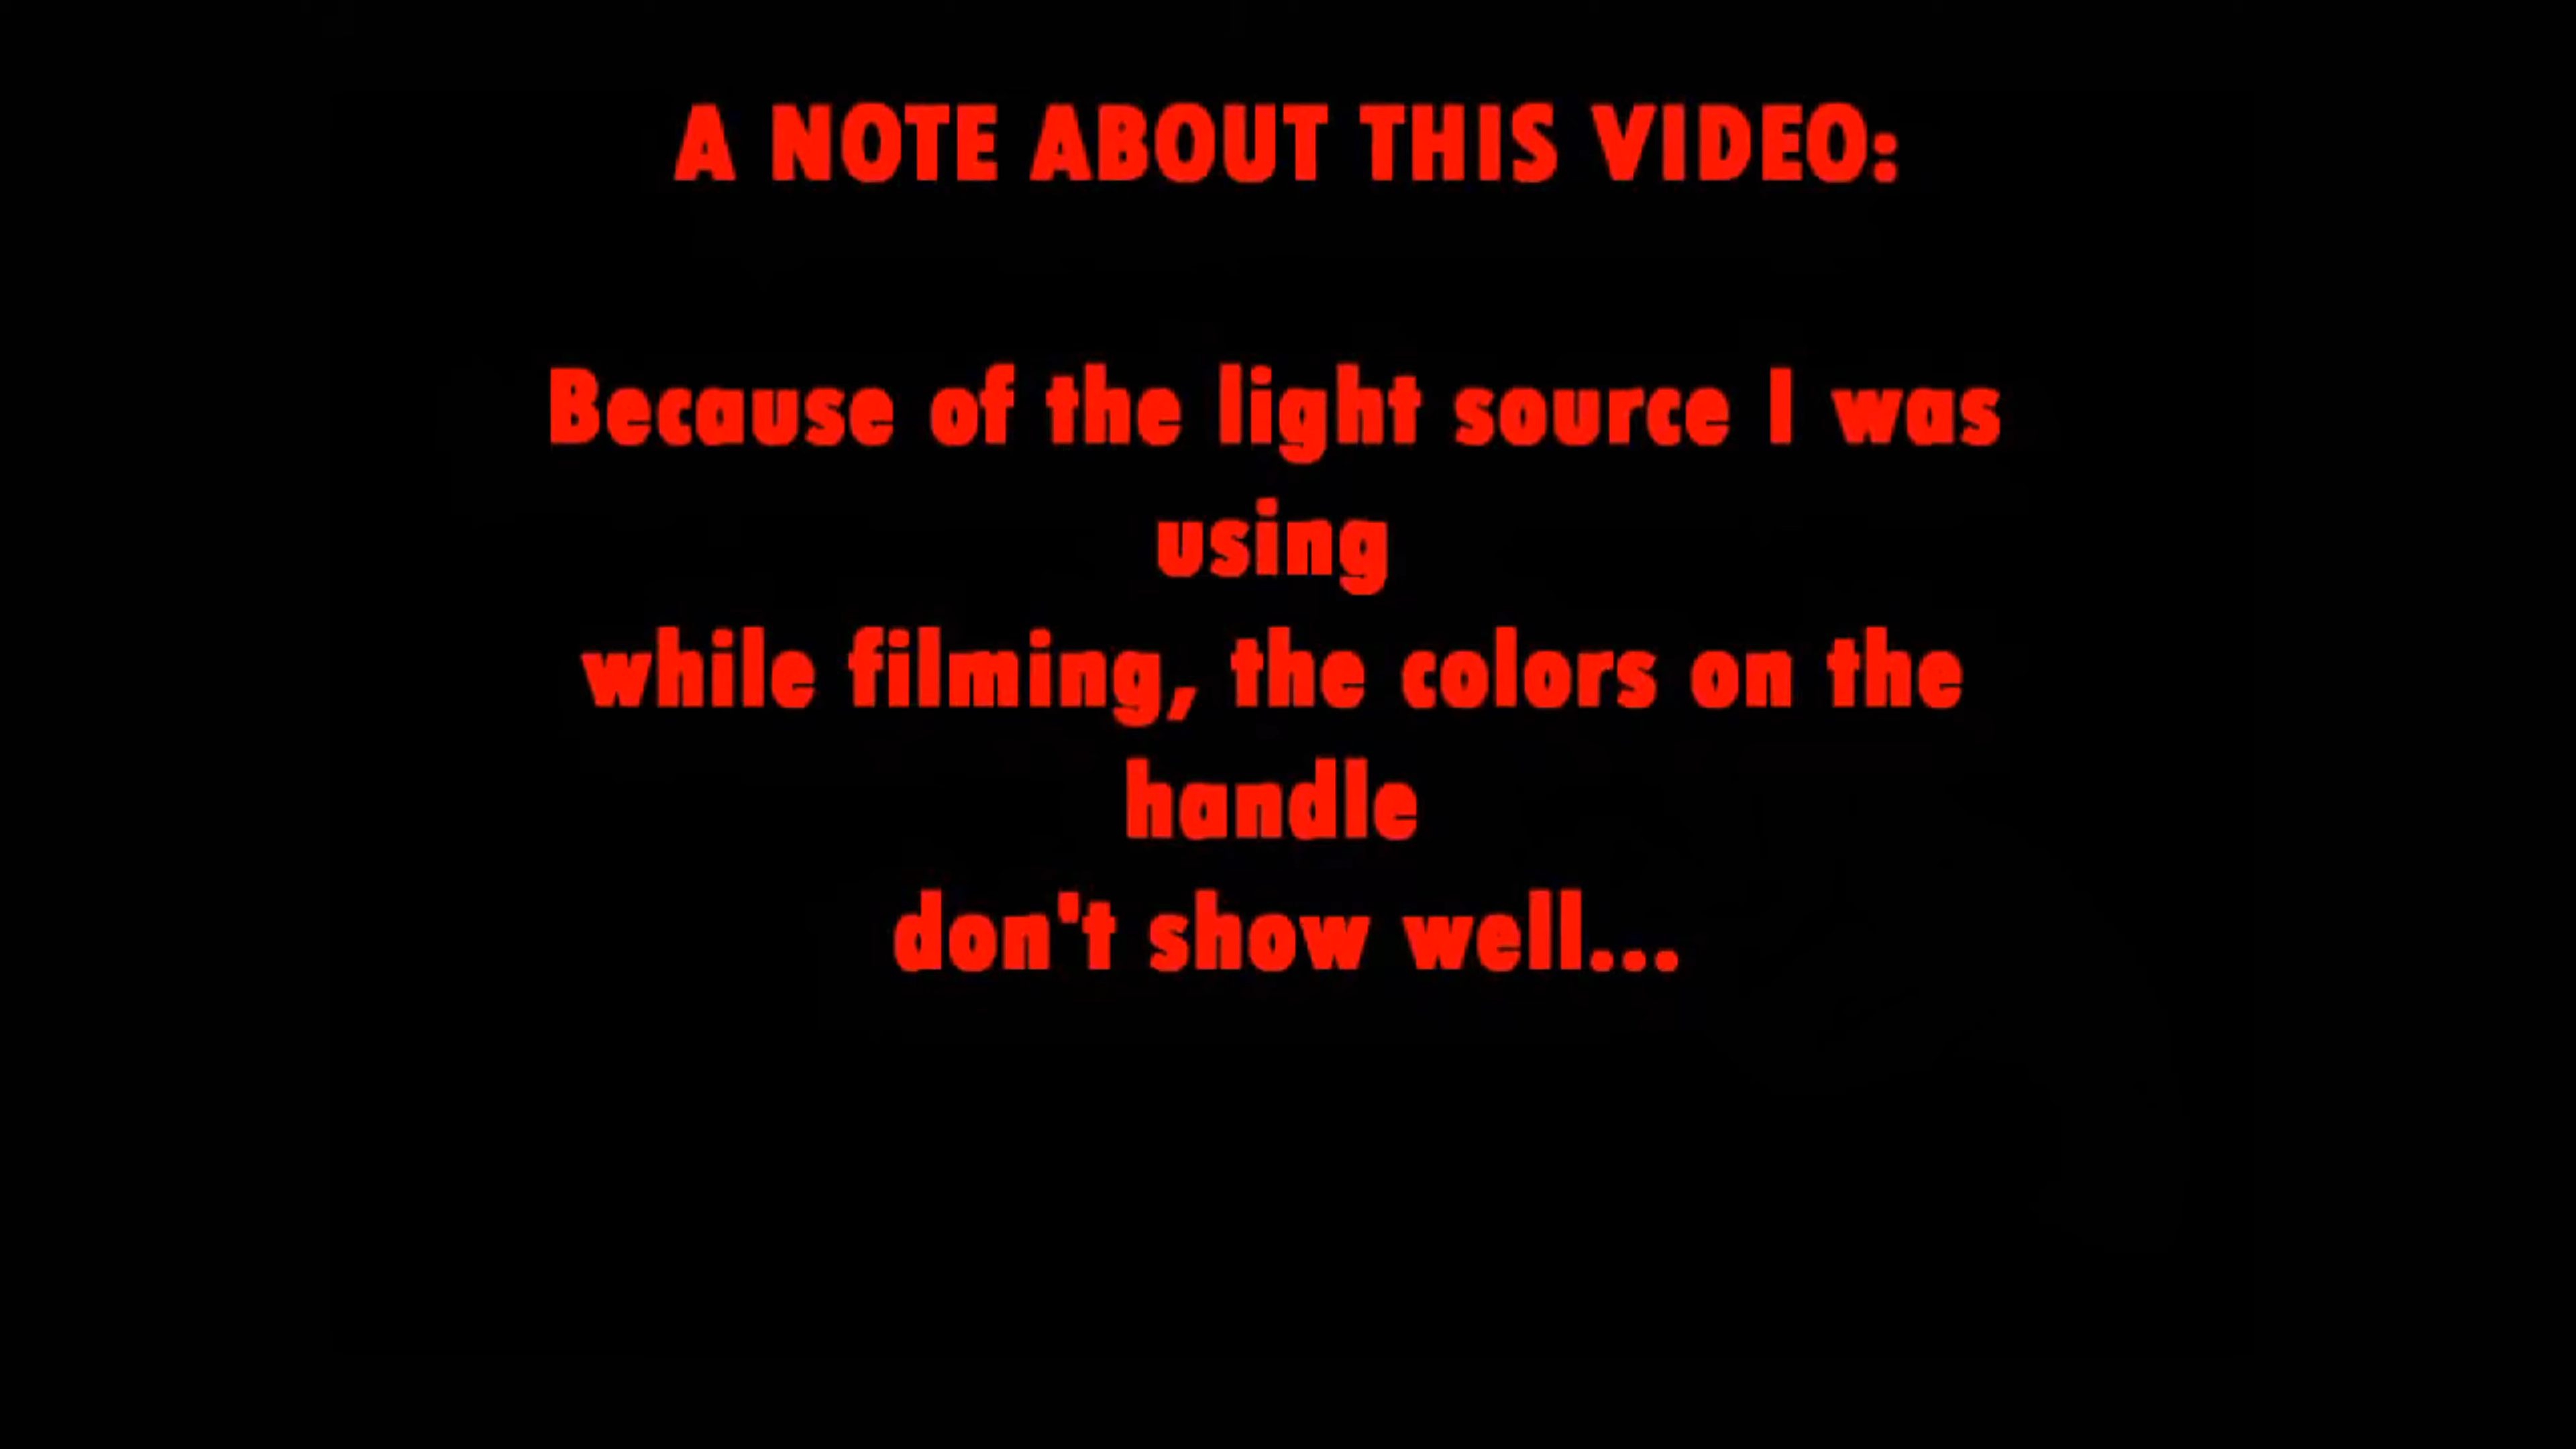 A NOTE ABOUT THIS VIDEO:
Because of the light source I was
using
while filming, the colors on the
handle
don't show well...